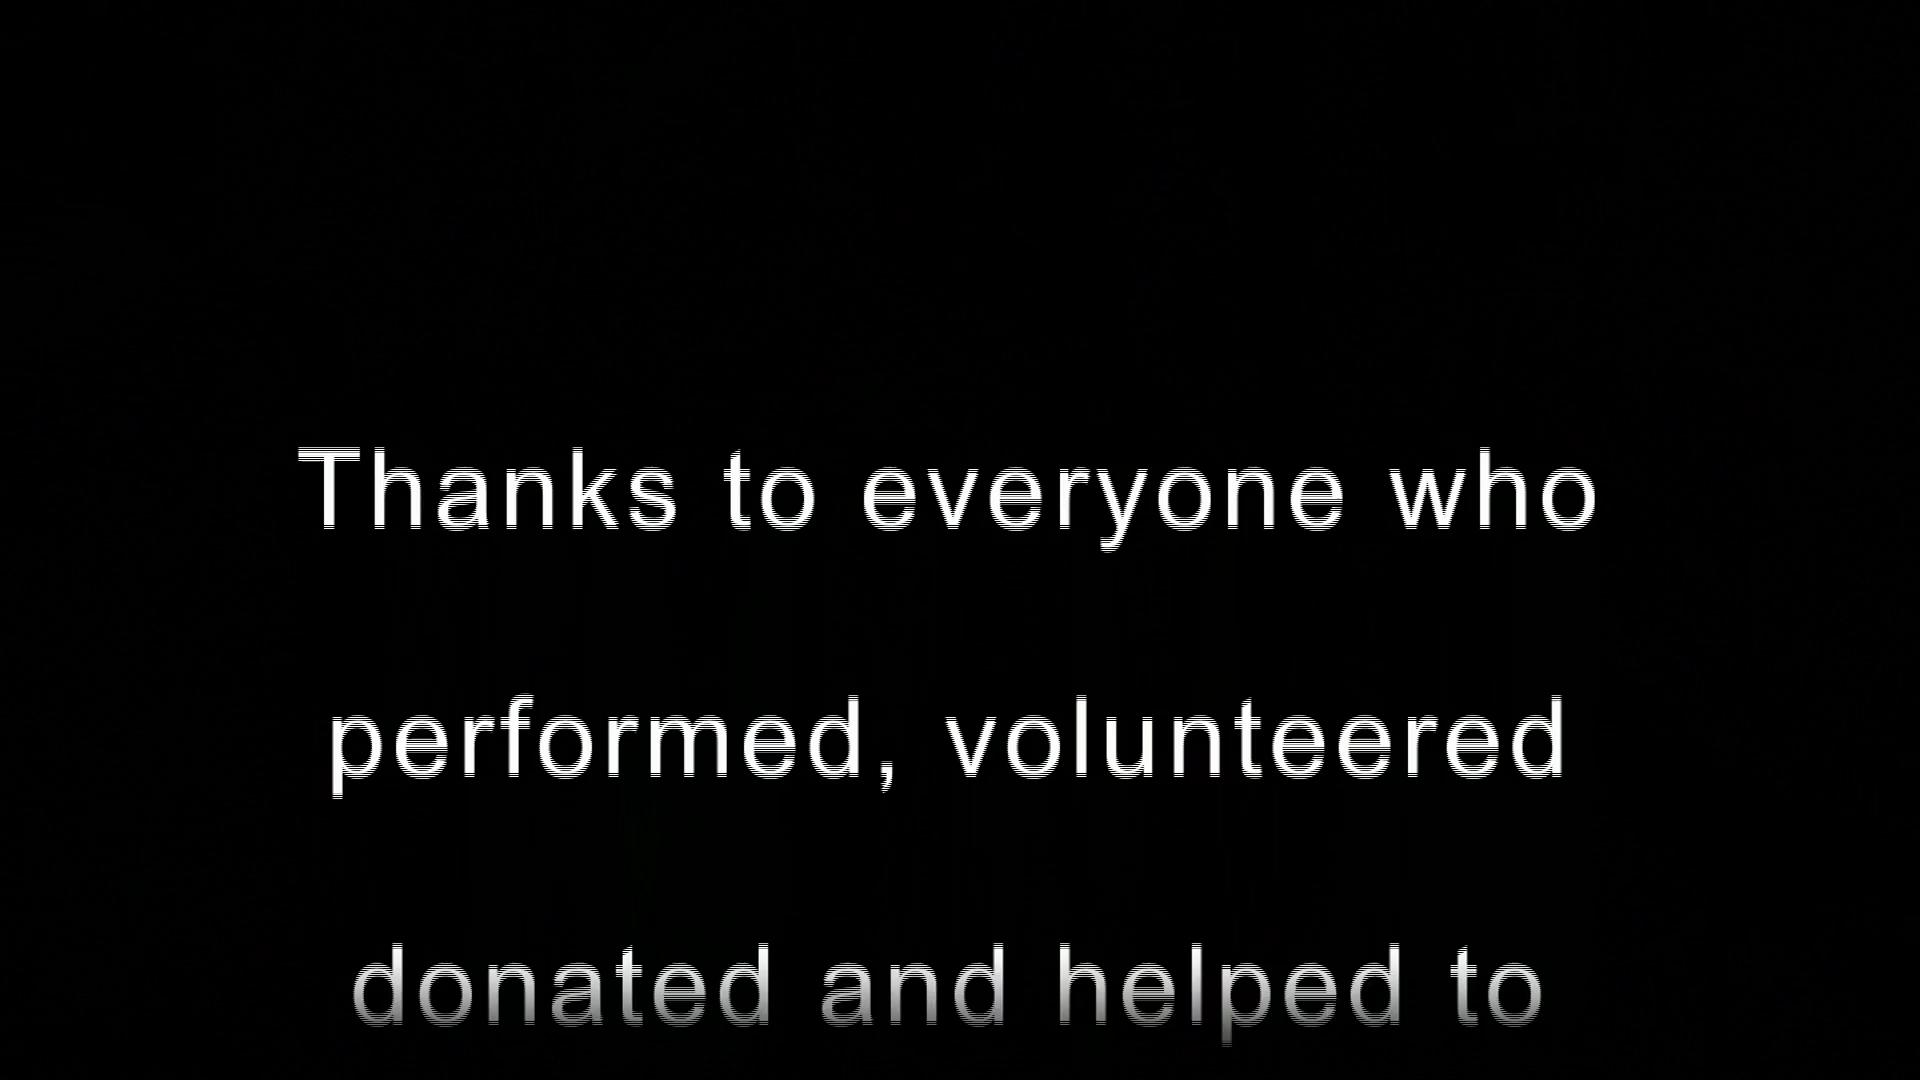 Thanks to everyone who
performed, volunteered
donated and helped to